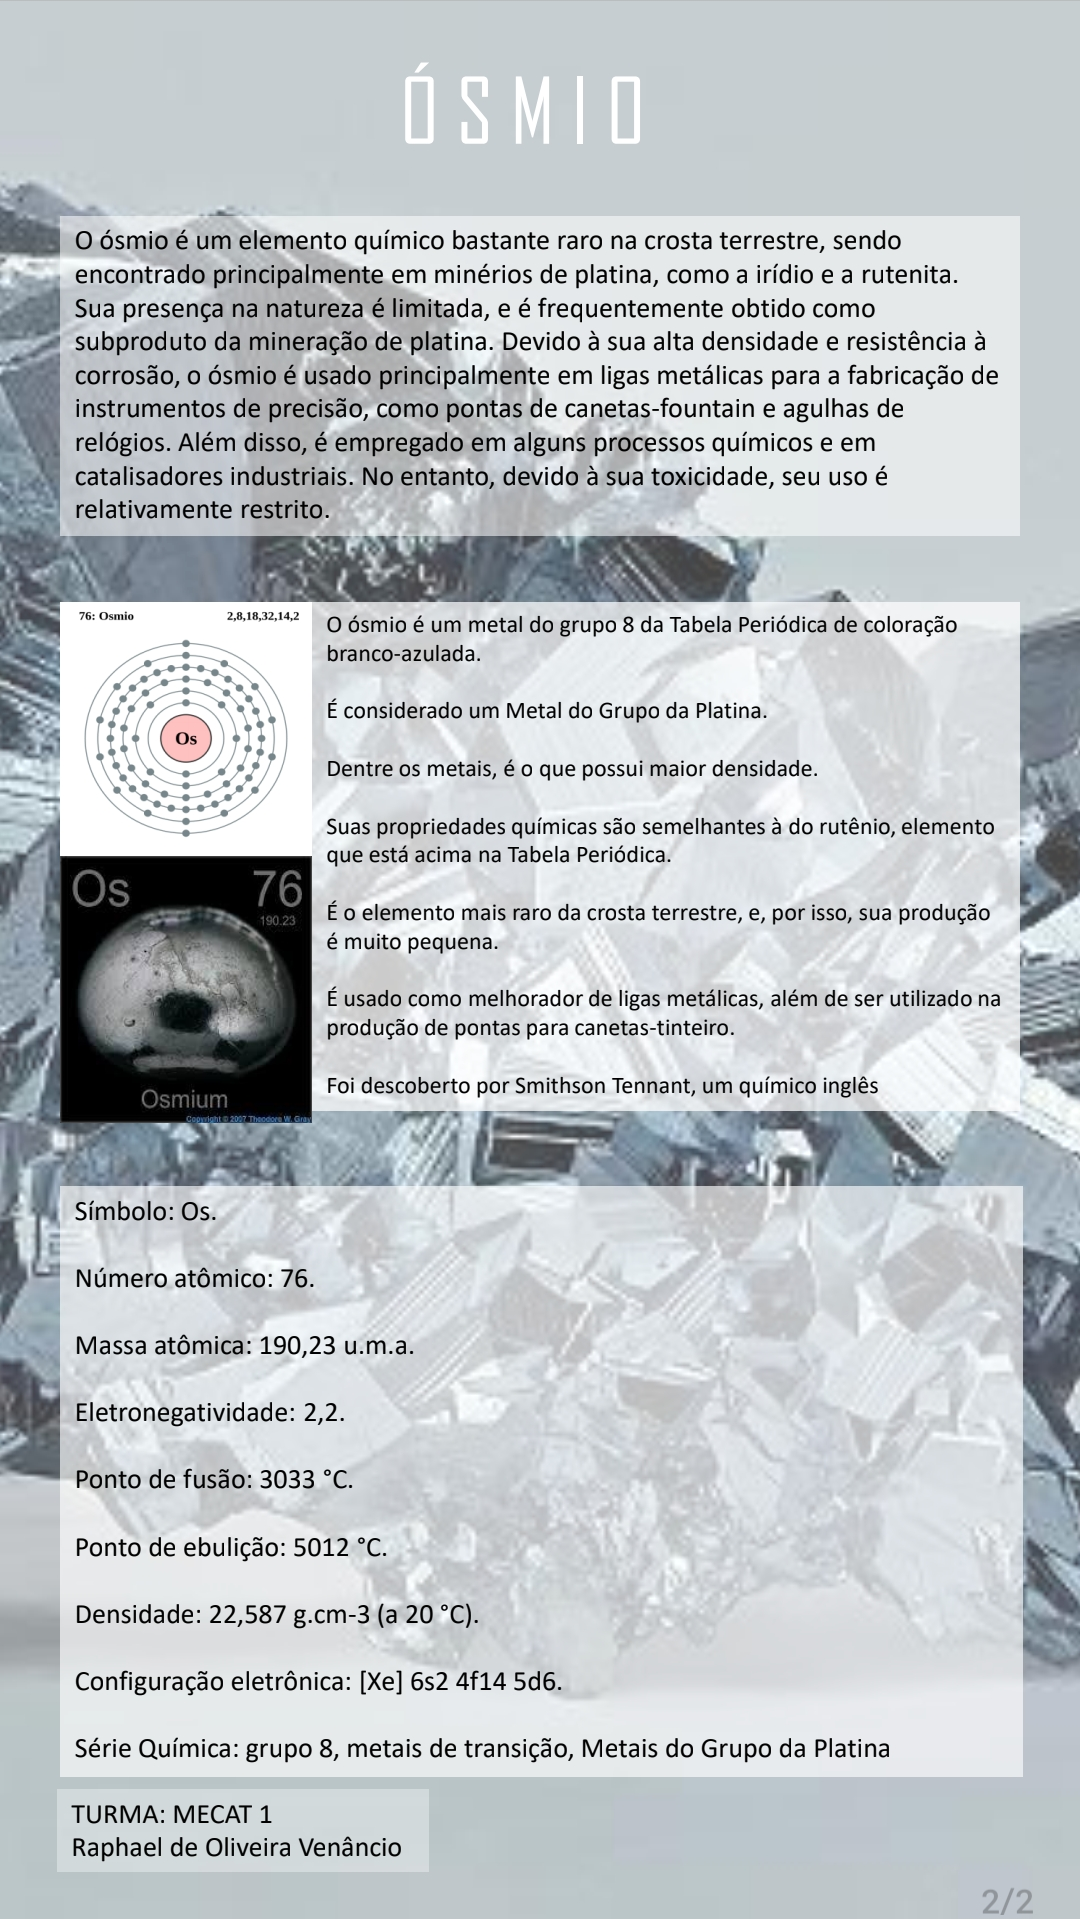 ÓSMIO
O ósmio é um elemento químico bastante raro na crosta terrestre, sendo
encontrado principalmente em minérios de platina, como a irídio e a rutenita.
Sua presença na natureza é limitada, e é frequentemente obtido como
subproduto da mineração de platina. Devido à sua alta densidade e resistência à
corrosão, o ósmio é usado principalmente em ligas metálicas para a fabricação de
instrumentos de precisão, como pontas de canetas-fountain e agulhas de
relógios. Além disso, é empregado em alguns processos químicos e em
catalisadores industriais. No entanto, devido à sua toxicidade, seu uso é
relativamente restrito.
76: Osmio 2,8,18,32,14,2
Os
Os 76
190.23
Osmium
Copyright © 2007 Theodore W. Gray
O ósmio é um metal do grupo 8 da Tabela Periódica de coloração
branco-azulada.
É considerado um Metal do Grupo da Platina.
Dentre os metais, é o que possui maior densidade.
Suas propriedades químicas são semelhantes à do rutênio, elemento
que está acima na Tabela Periódica.
É o elemento mais raro da crosta terrestre, e, por isso, sua produção
é muito pequena.
É usado como melhorador de ligas metálicas, além de ser utilizado na
produção de pontas para canetas-tinteiro.
Foi descoberto por Smithson Tennant, um químico inglês
Símbolo: Os.
Número atômico: 76.
Massa atômica: 190,23 u.m.a.
Eletronegatividade: 2,2.
Ponto de fusão: 3033 °C.
Ponto de ebulição: 5012 °C.
Densidade: 22,587 g.cm-3 (a 20 °C).
Configuração eletrônica: [Xe] 6s2 4f14 5d6.
Série Química: grupo 8, metais de transição, Metais do Grupo da Platina
TURMA: MECAT 1
Raphael de Oliveira Venâncio
2/2